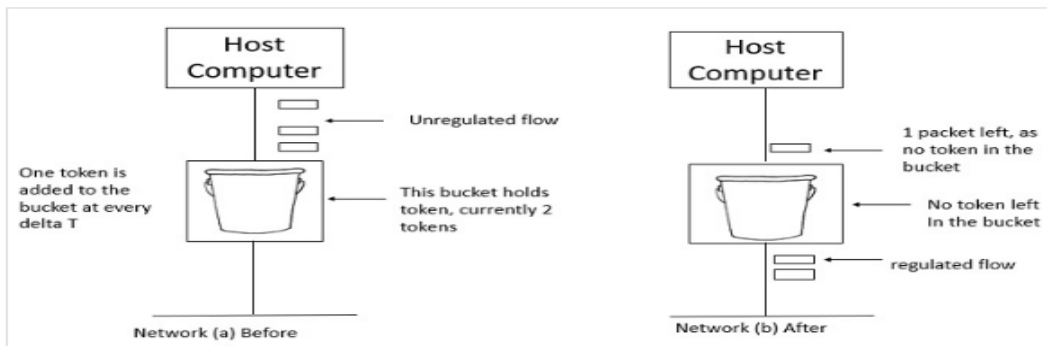 Host
Computer
Unregulated flow
One token is
added to the
bucket at every
delta T
This bucket holds
token, currently 2
tokens
Network (a) Before
Host
Computer
1 packet left, as
no token in the
bucket
No token left
In the bucket
regulated flow
Network (b) After